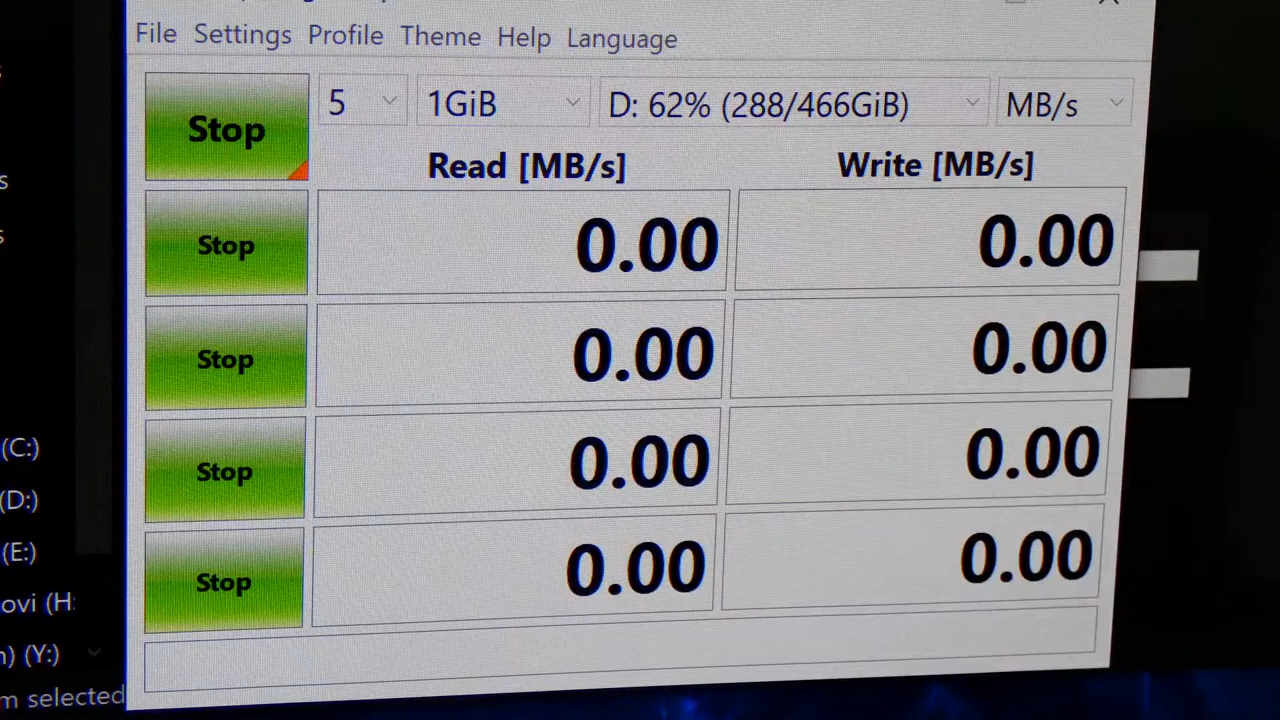 File Settings Profile Theme Help Language
Stop 5 1GiB D: 62% (288/466GiB) MB/s
Read [MB/s] Write [MB/s]
Stop 0.00 0.00
Stop 0.00 0.00
Stop 0.00 0.00
Stop 0.00 0.00
(C:)
(D:)
(E:)
ovi (H:
(Y:)
selected